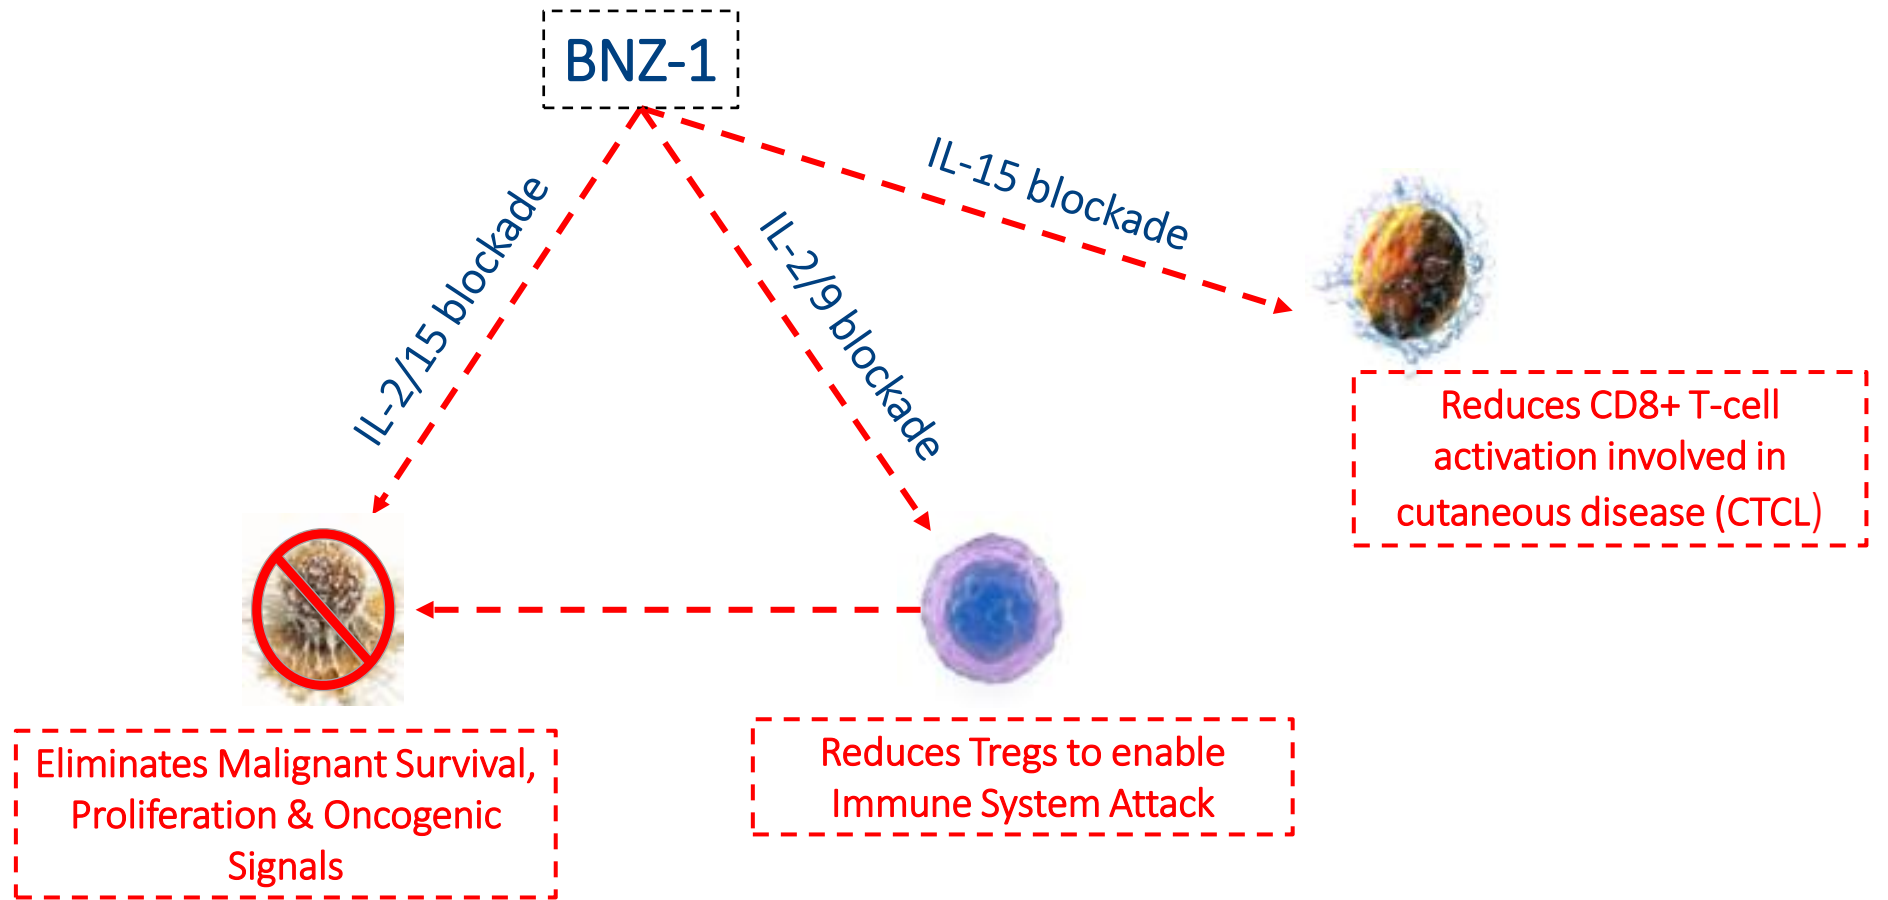 BNZ-1
IL-2/15 blockade
IL-2/9 blockade
IL-15 blockade
Reduces CD8+ T-cell
activation involved in
cutaneous disease (CTCL)
Eliminates Malignant Survival,
Proliferation & Oncogenic
Signals
Reduces Tregs to enable
Immune System Attack